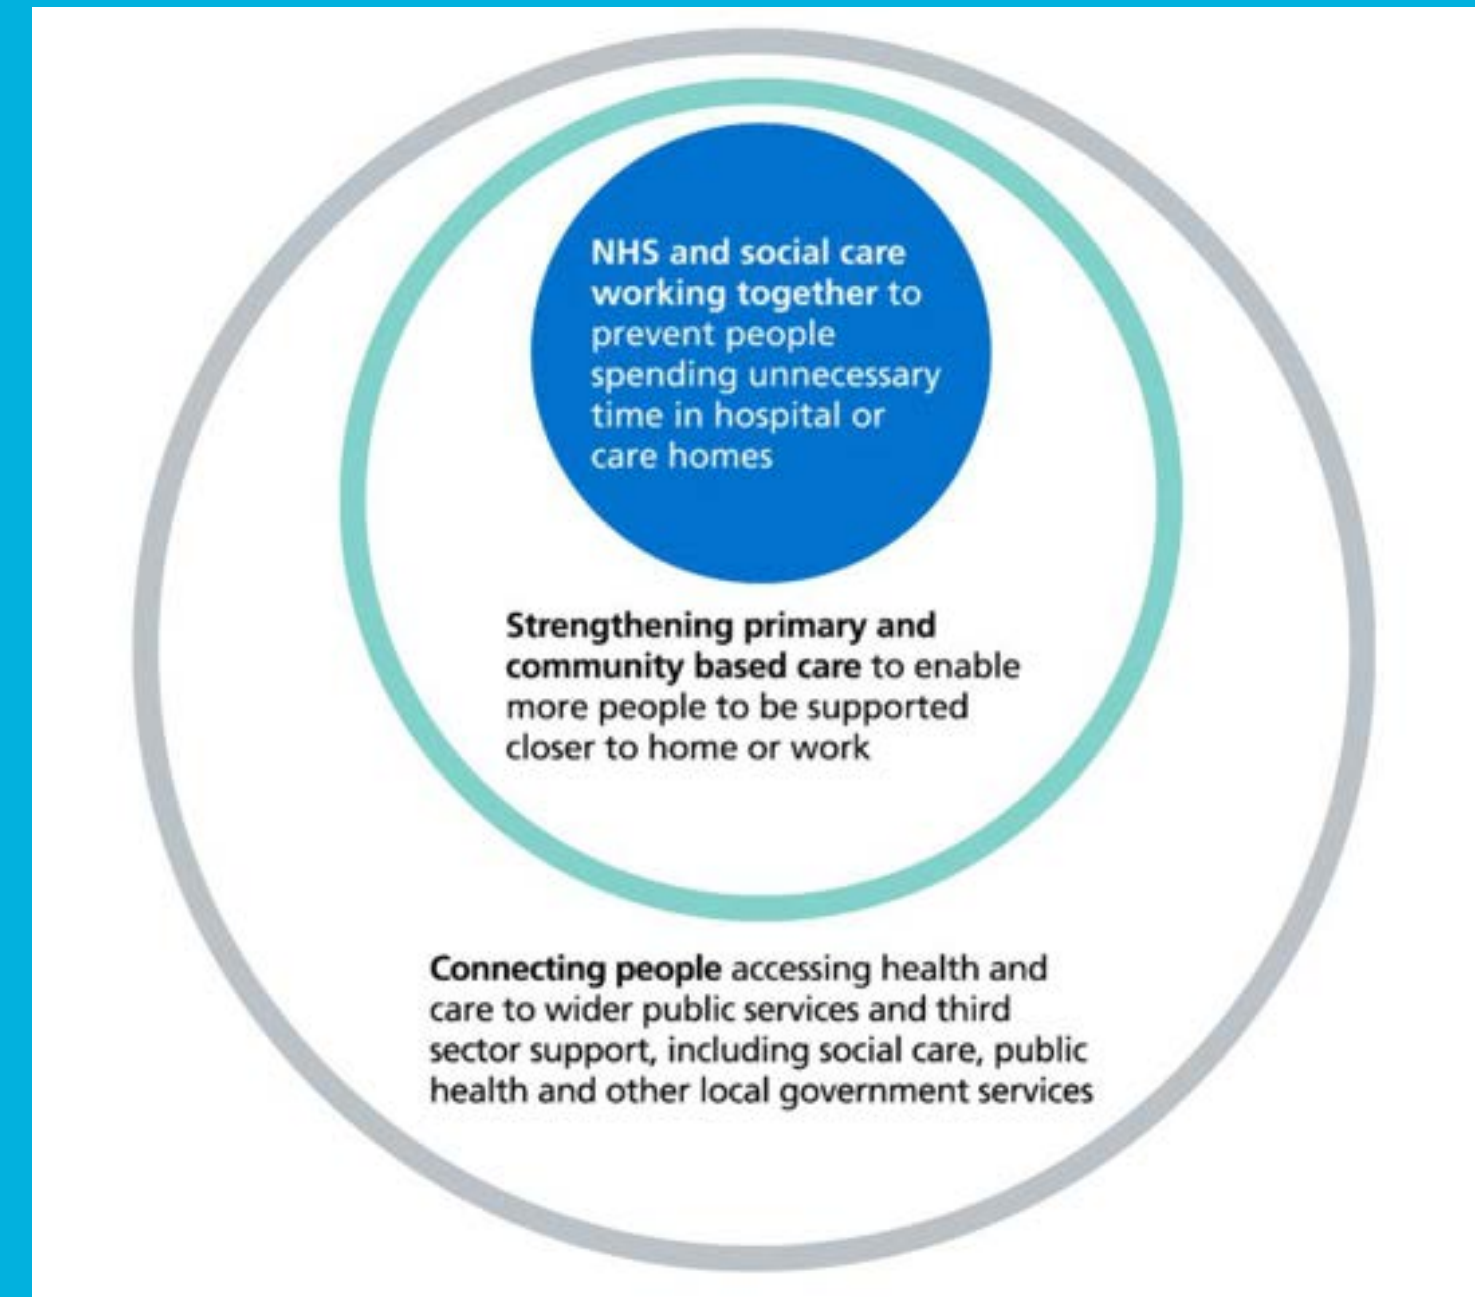 NHS and social care
working together to
prevent people
spending unnecessary
time in hospital or
care homes
Strengthening primary and
community based care to enable
more people to be supported
closer to home or work
Connecting people accessing health and
care to wider public services and third
sector support, including social care, public
health and other local government services